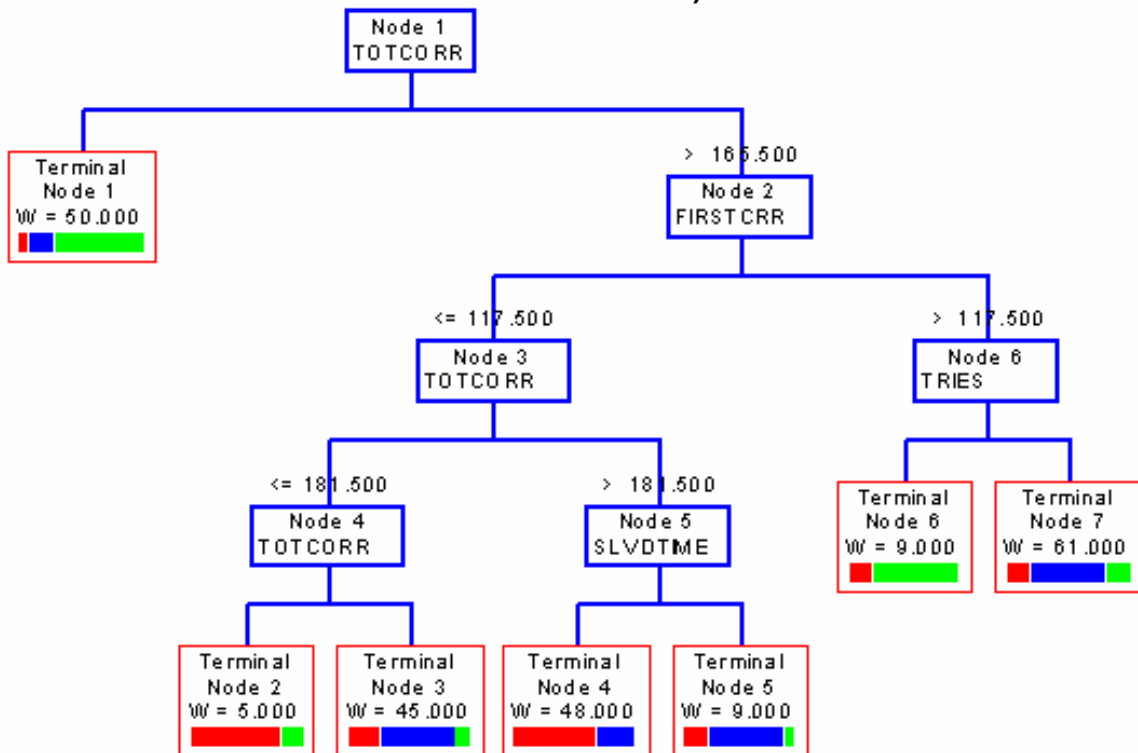 Node 1
TOTCORR
Terminal
Node 1
W = 50.000
> 165.500
Node 2
FIRSTCRR
<= 117.500
> 117.500
Node 3
TOTCORR
Node 6
TRIES
<= 181.500
> 181.500
Node 4
TOTCORR
Node 5
SLVDTIME
Terminal
Node 6
W = 9.000
Terminal
Node 7
W = 61.000
Terminal
Node 2
W = 5.000
Terminal
Node 3
W = 45.000
Terminal
Node 4
W = 48.000
Terminal
Node 5
W = 9.000